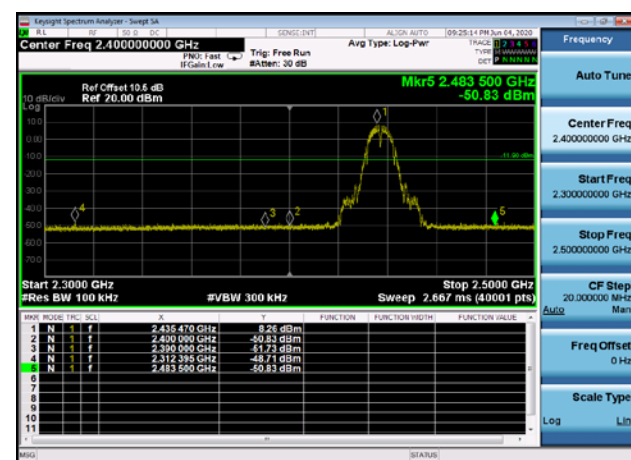 Keysight Spectrum Analyzer - Swept SA
RL RF 50 Ω DC SENSE:INT ALIGN AUTO 09:25:14 PM Jun 04, 2020
Center Freq 2.400000000 GHz
PNO: Fast
IFGain:Low
Trig: Free Run
#Atten: 30 dB
Avg Type: Log-Pwr
TRACE 1 2 3 4 5
TYPE
DET P N N N N N
Mkr5 2.483 500 GHz
-50.83 dBm
Ref Offset 10.6 dB
Ref 20.00 dBm
10 dB/div
Log
10.0
0.00
-10.0
-20.0
-30.0
-40.0
-50.0
-60.0
-70.0
1
2
3
4
5
-11.90 dBm
Start 2.3000 GHz
Stop 2.5000 GHz
#Res BW 100 kHz
#VBW 300 kHz
Sweep 2.667 ms (40001 pts)
MKR MODE TRC SCL X Y FUNCTION FUNCTION WIDTH FUNCTION VALUE
1 N 1 f 2.435 470 GHz 8.26 dBm
2 N 1 f 2.400 000 GHz -50.83 dBm
3 N 1 f 2.390 000 GHz -51.73 dBm
4 N 1 f 2.312 395 GHz -48.71 dBm
5 N 1 f 2.483 500 GHz -50.83 dBm
6
7
8
9
10
11
MSG STATUS
Frequency
Auto Tune
Center Freq
2.400000000 GHz
Start Freq
2.300000000 GHz
Stop Freq
2.500000000 GHz
CF Step
20.000000 MHz
Auto Man
Freq Offset
0 Hz
Scale Type
Log Lin